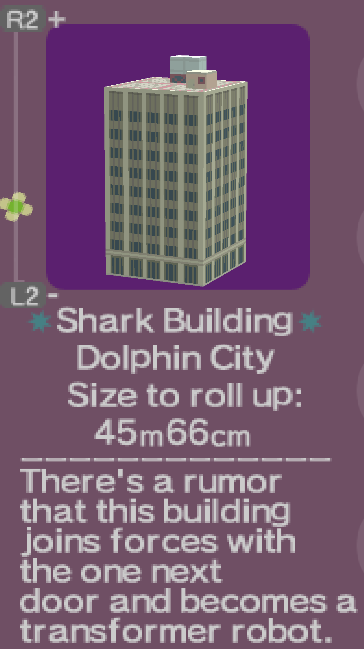 R2 +
L2 -
Shark Building
Dolphin City
Size to roll up:
45m66cm
There's a rumor
that this building
joins forces with
the one next
door and becomes a
transformer robot.